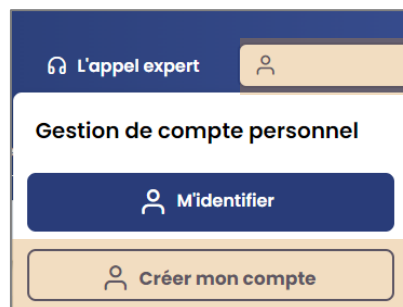 L'appel expert
Gestion de compte personnel
M'identifier
Créer mon compte